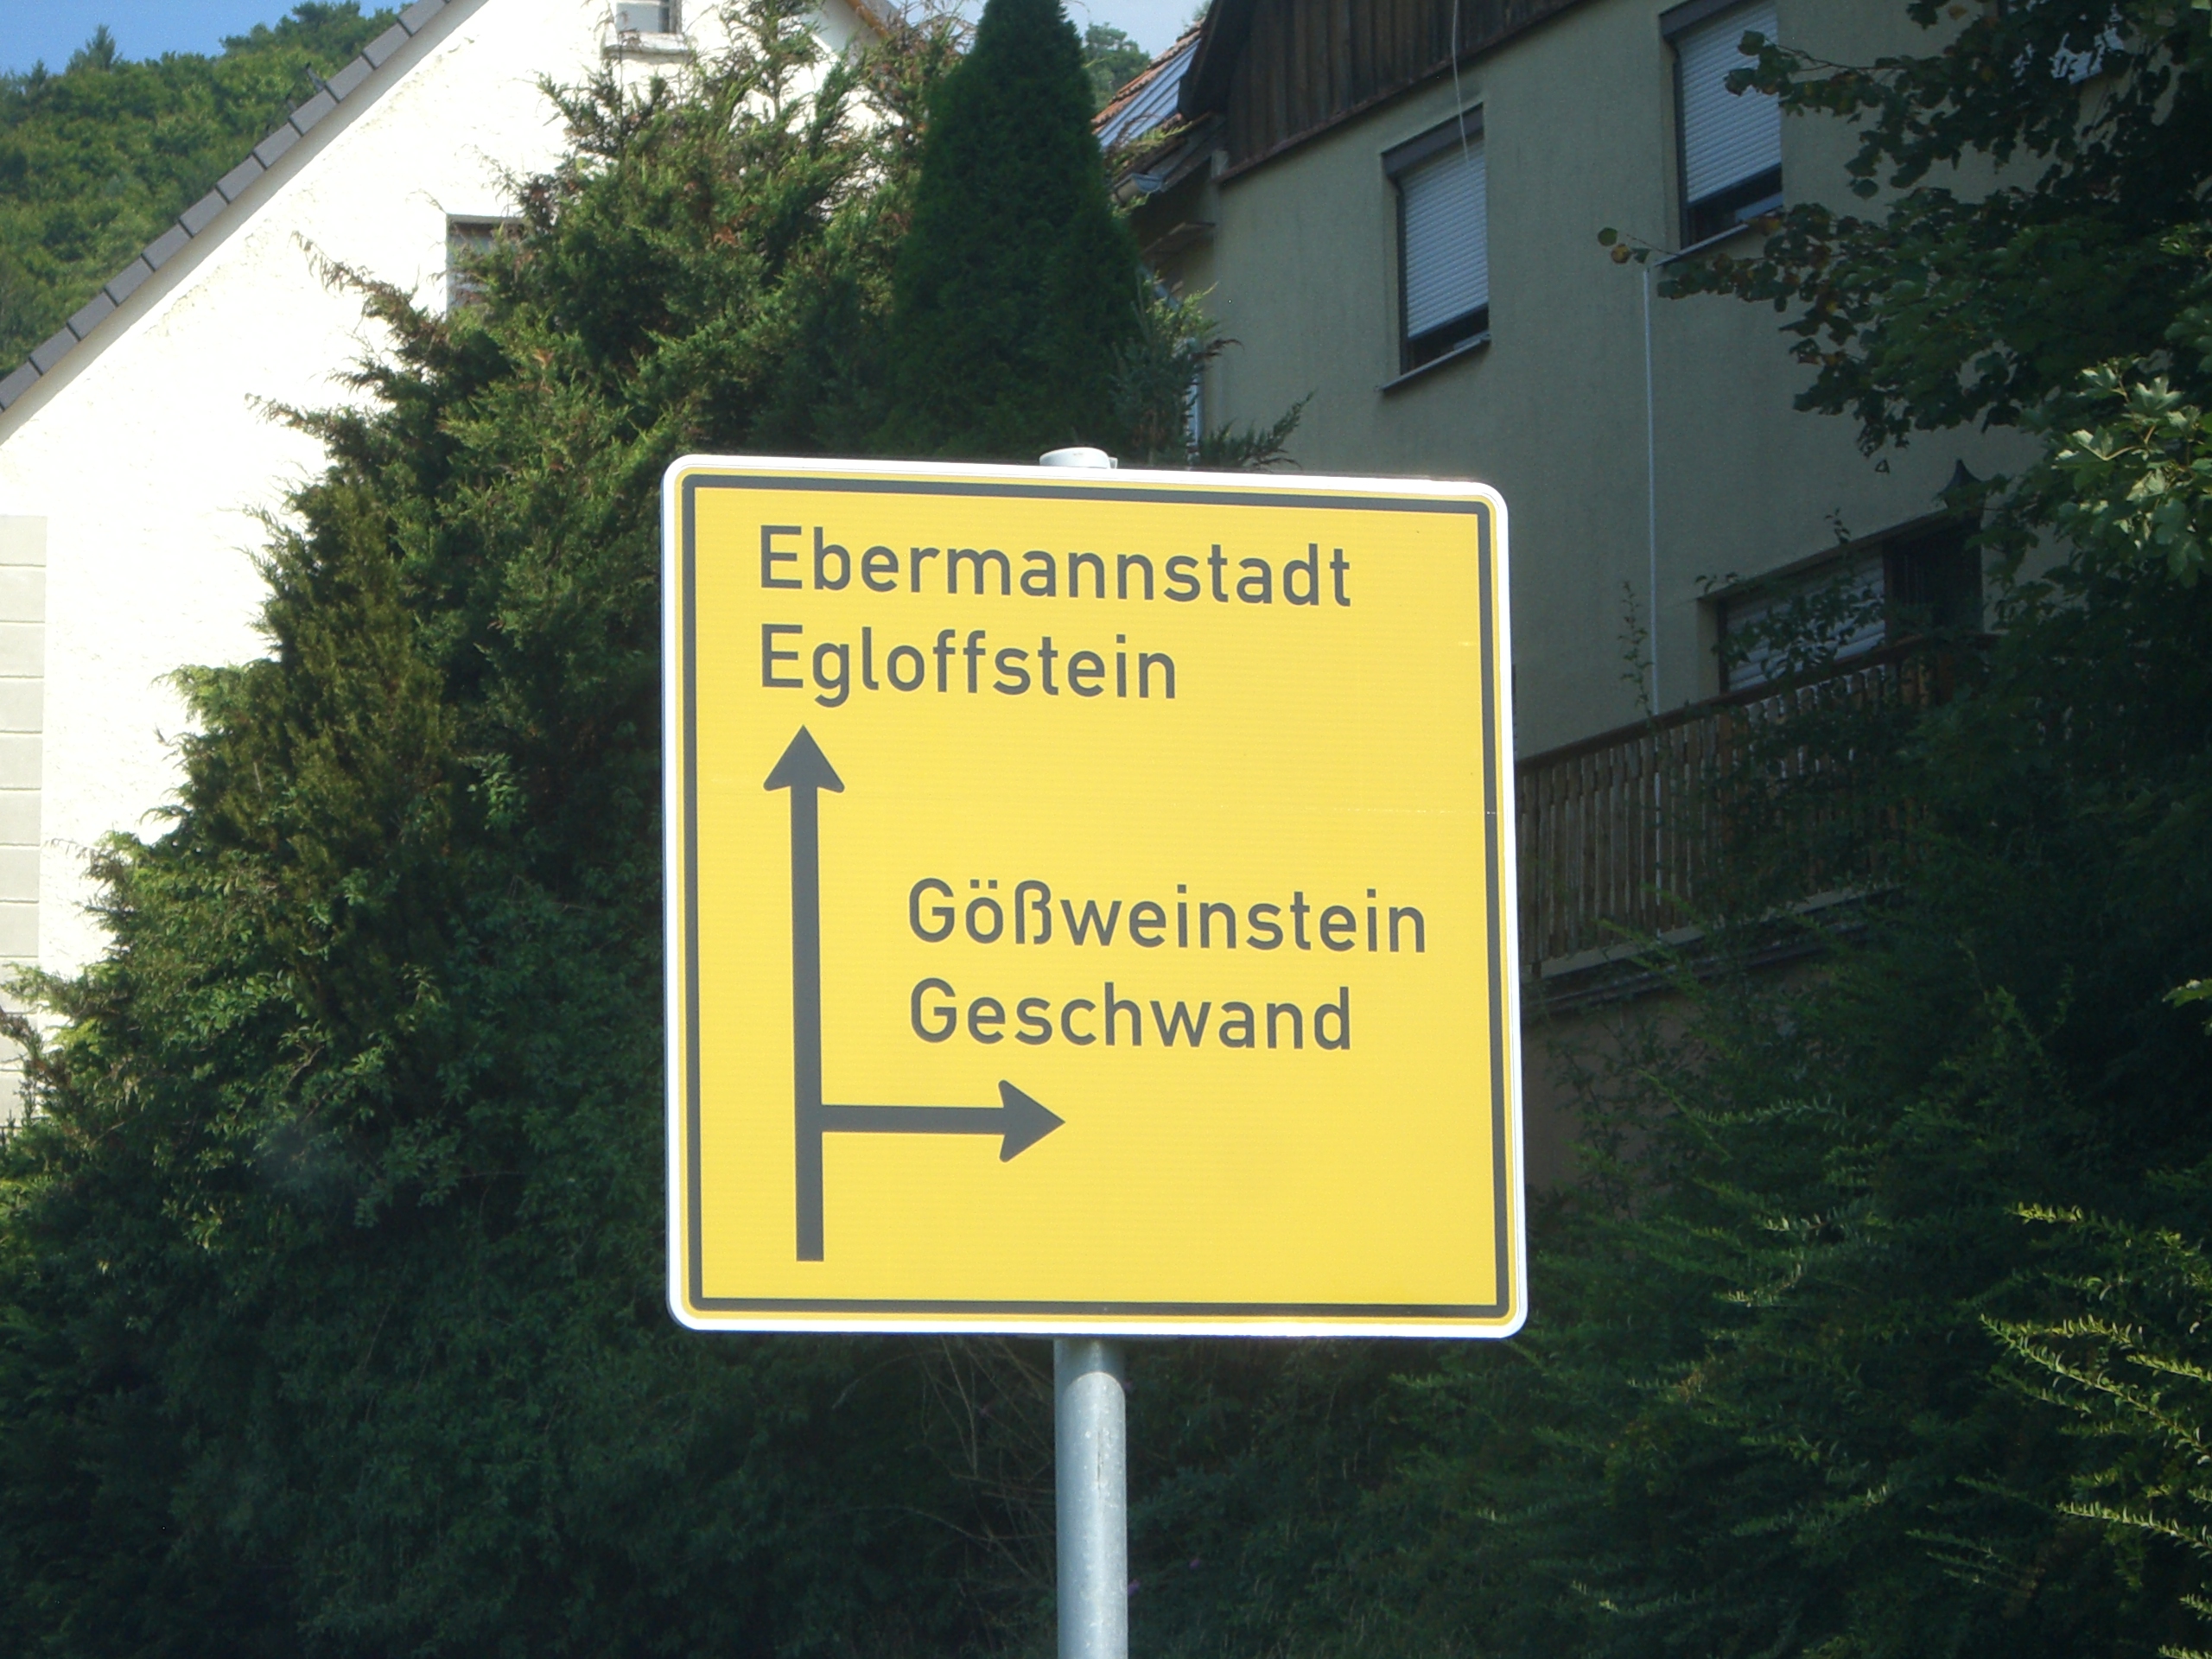 Ebermannstadt
Egloffstein
Gößweinstein
Geschwand